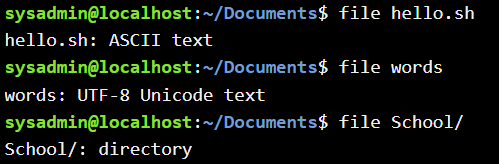 sysadmin@localhost:~/Documents$ file hello.sh
hello.sh: ASCII text
sysadmin@localhost:~/Documents$ file words
words: UTF-8 Unicode text
sysadmin@localhost:~/Documents$ file School/
School/: directory